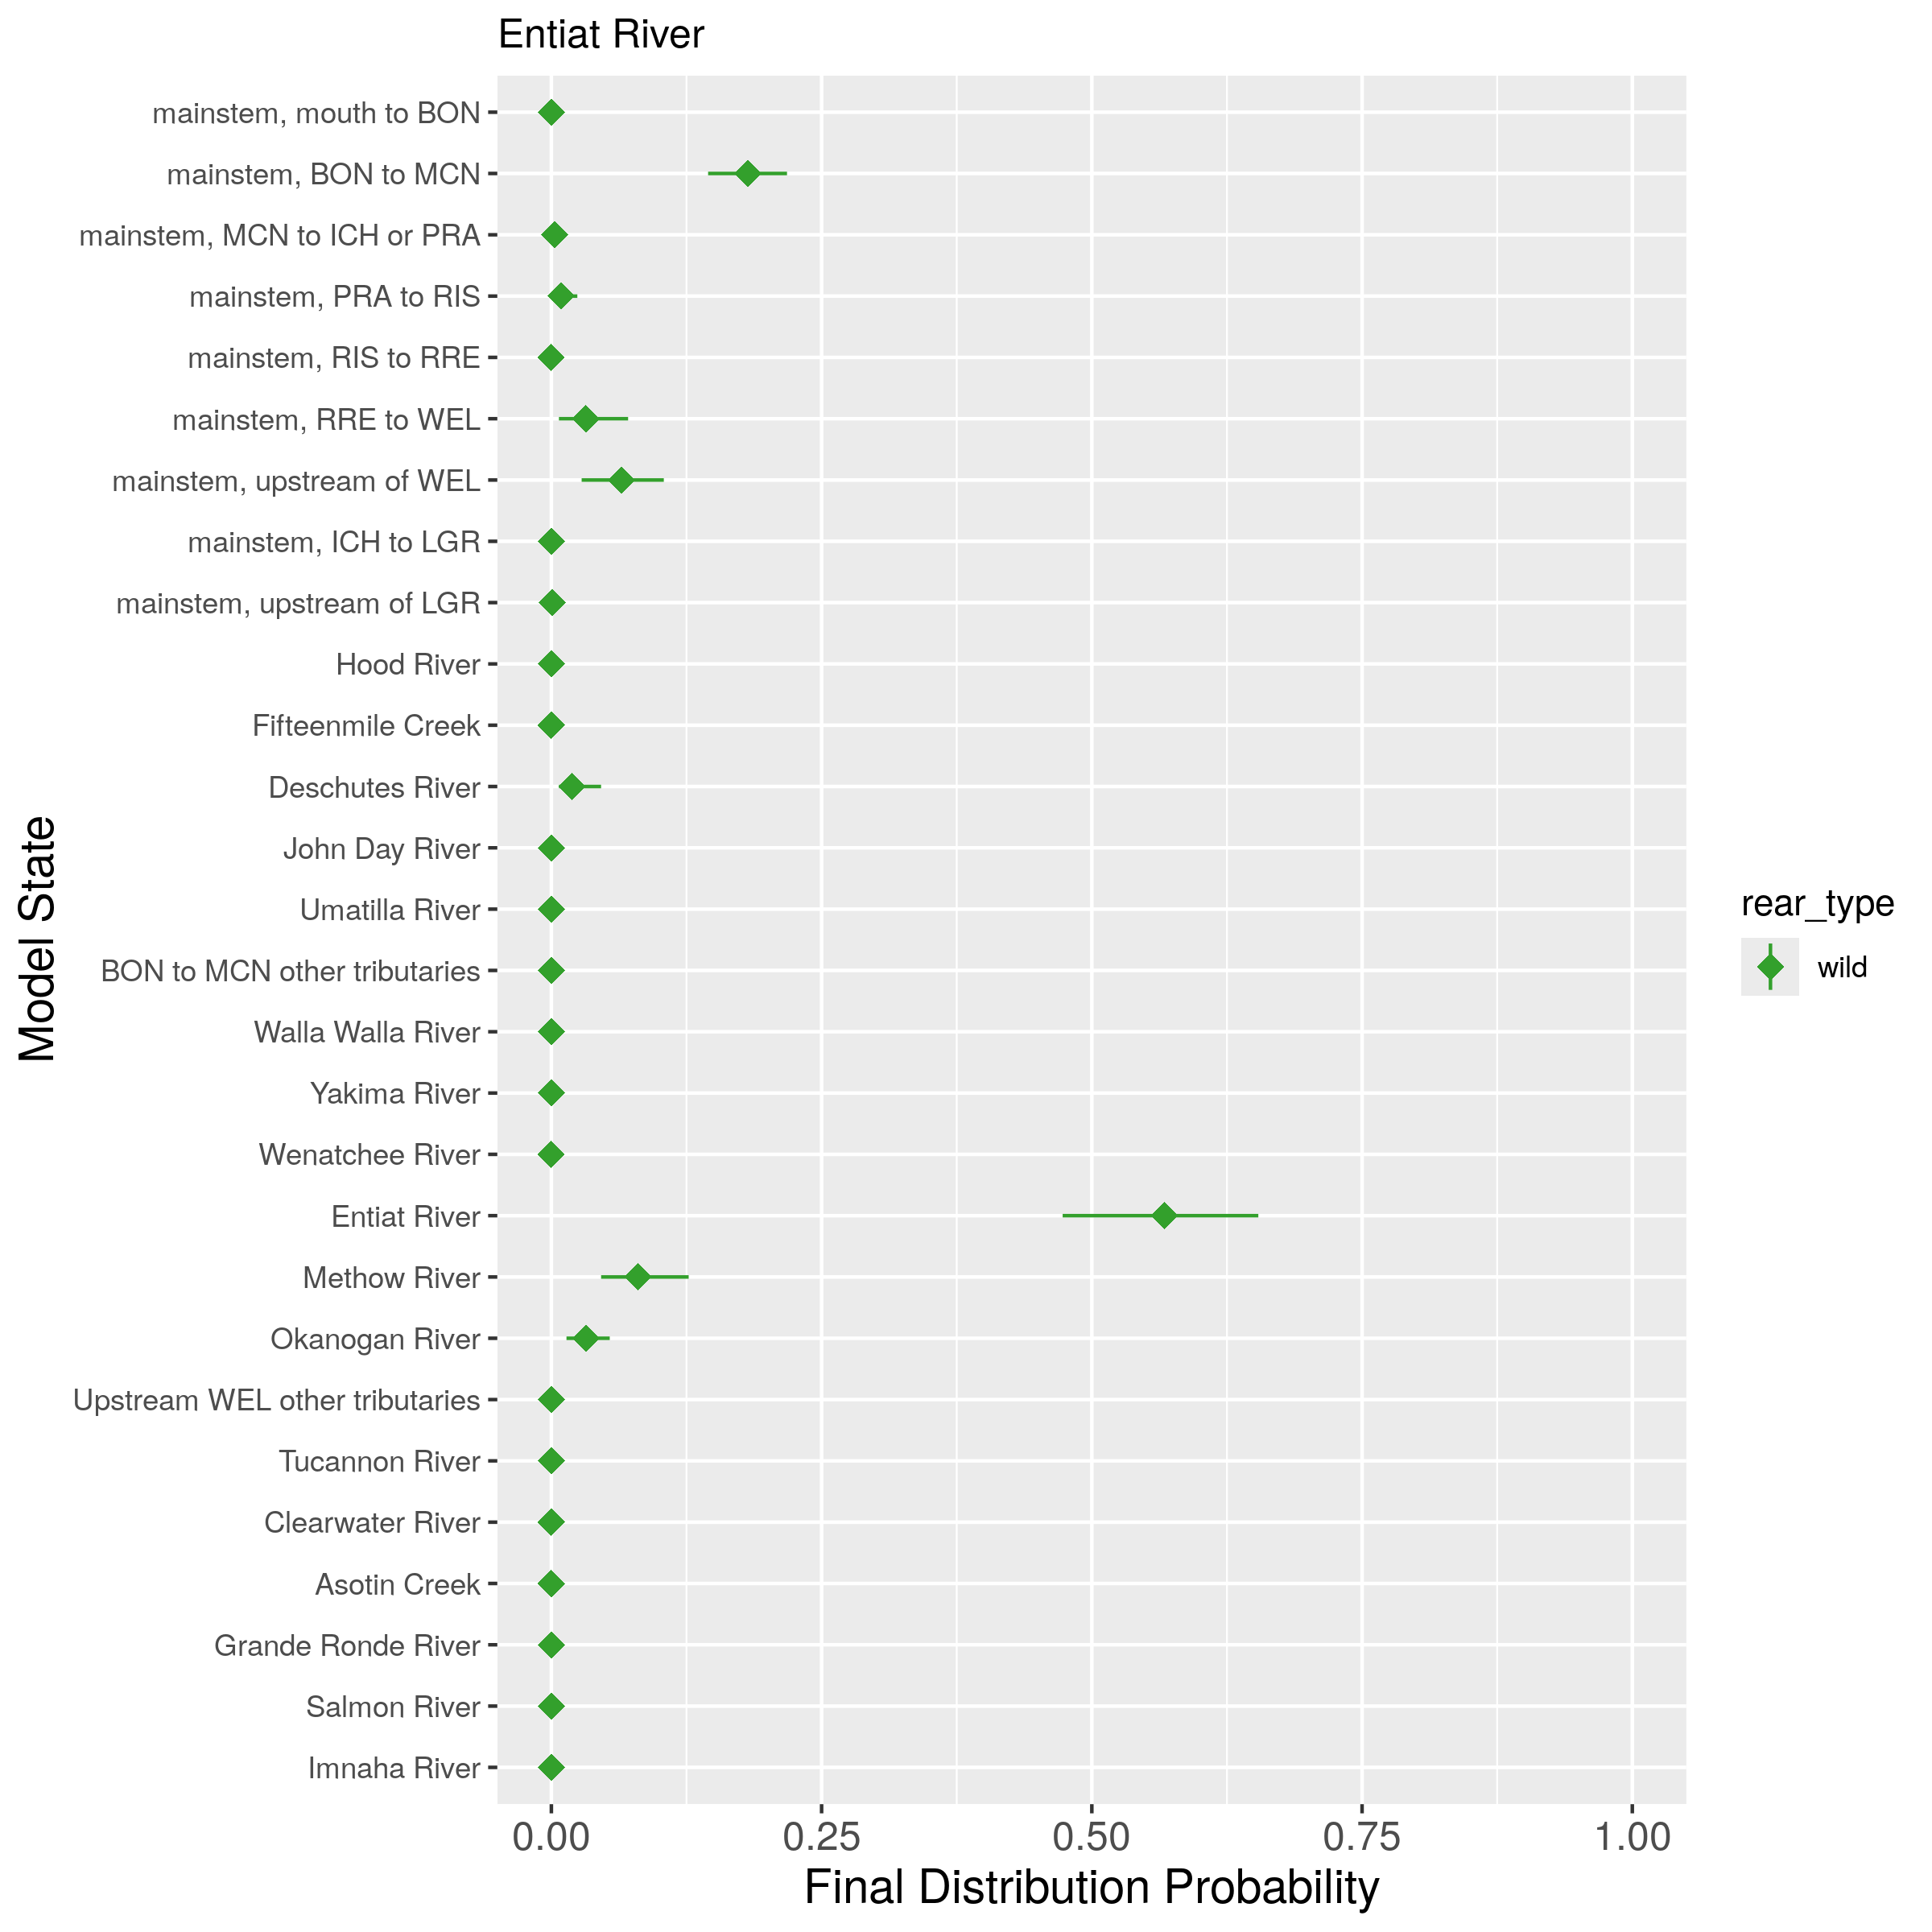 Entiat River
mainstem, mouth to BON
mainstem, BON to MCN
mainstem, MCN to ICH or PRA
mainstem, PRA to RIS
mainstem, RIS to RRE
mainstem, RRE to WEL
mainstem, upstream of WEL
mainstem, ICH to LGR
mainstem, upstream of LGR
Hood River
Fifteenmile Creek
Deschutes River
John Day River
Umatilla River
BON to MCN other tributaries
Walla Walla River
Yakima River
Wenatchee River
Entiat River
Methow River
Okanogan River
Upstream WEL other tributaries
Tucannon River
Clearwater River
Asotin Creek
Grande Ronde River
Salmon River
Imnaha River
Model State
0.00 0.25 0.50 0.75 1.00
Final Distribution Probability
rear_type
wild